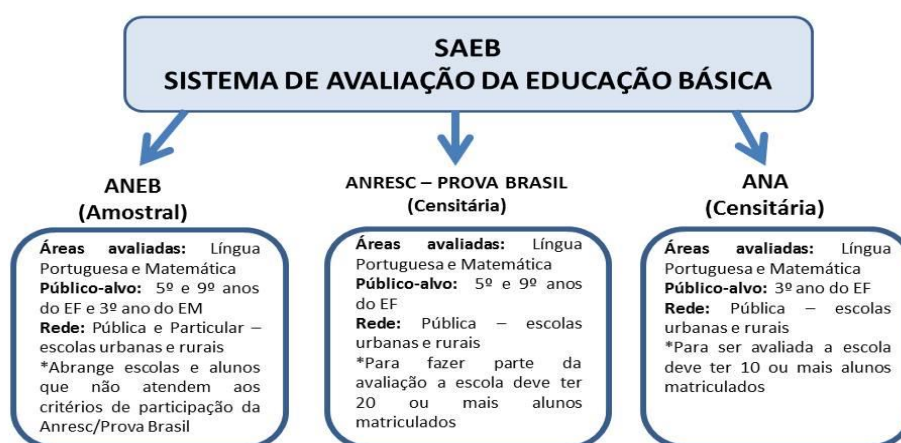 SAEB
SISTEMA DE AVALIAÇÃO DA EDUCAÇÃO BÁSICA
ANEB
(Amostral)
Áreas avaliadas: Língua
Portuguesa e Matemática
Público-alvo: 5º e 9º anos
do EF e 3º ano do EM
Rede: Pública e Particular –
escolas urbanas e rurais
*Abrange escolas e alunos
que não atendem aos
critérios de participação da
Anresc/Prova Brasil
ANRESC – PROVA BRASIL
(Censitária)
Áreas avaliadas: Língua
Portuguesa e Matemática
Público-alvo: 5º e 9º anos
do EF
Rede: Pública – escolas
urbanas e rurais
*Para fazer parte da
avaliação a escola deve ter
20 ou mais alunos
matriculados
ANA
(Censitária)
Áreas avaliadas: Língua
Portuguesa e Matemática
Público-alvo: 3º ano do EF
Rede: Pública – escolas
urbanas e rurais
*Para ser avaliada a escola
deve ter 10 ou mais alunos
matriculados